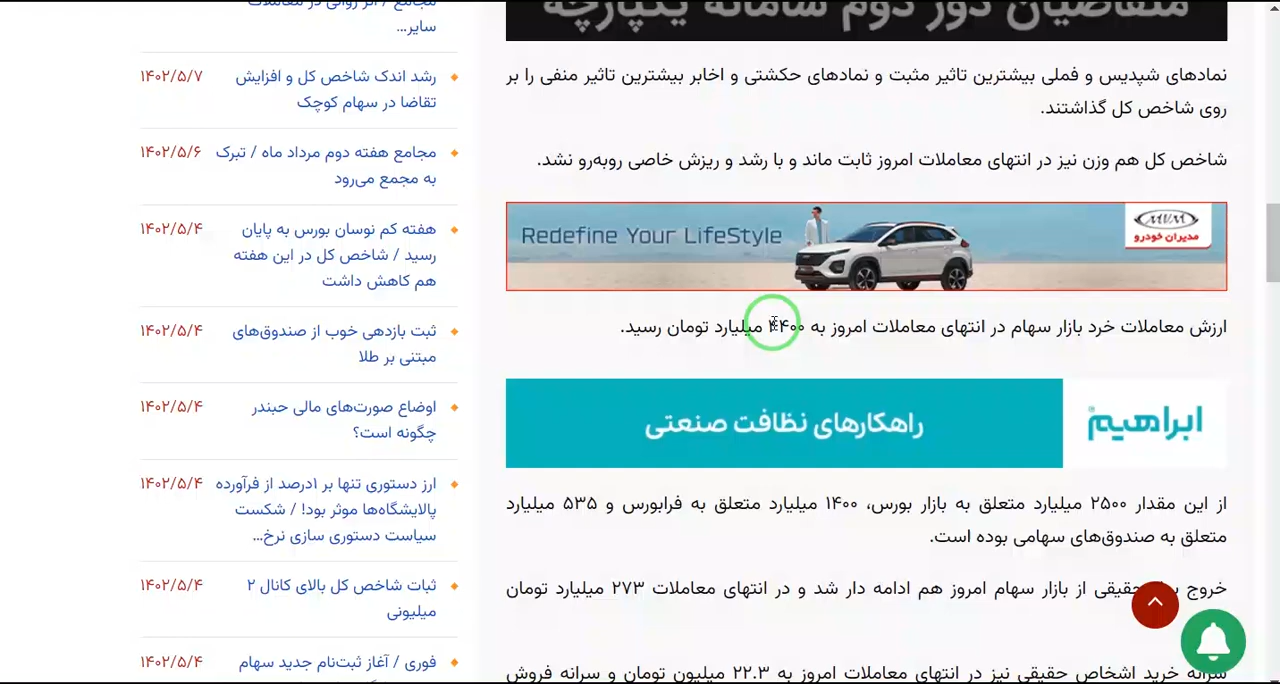 متقاضیان دور دوم سامانه یکپارچه
نمادهای شپدیس و فملی بیشترین تاثیر مثبت و نمادهای حکشتی و اخابر بیشترین تاثیر منفی را بر
روی شاخص کل گذاشتند.
شاخص کل هم وزن نیز در انتهای معاملات امروز ثابت ماند و با رشد و ریزش خاصی روبه‌رو نشد.
Redefine Your LifeStyle
MVM
مدیران خودرو
ارزش معاملات خرد بازار سهام در انتهای معاملات امروز به ۴۴۰۰ میلیارد تومان رسید.
ابراهیم
راهکارهای نظافت صنعتی
از این مقدار ۲۵۰۰ میلیارد متعلق به بازار بورس، ۱۴۰۰ میلیارد متعلق به فرابورس و ۵۳۵ میلیارد
متعلق به صندوق‌های سهامی بوده است.
خروج حقیقی از بازار سهام امروز هم ادامه دار شد و در انتهای معاملات ۲۷۳ میلیارد تومان
سرانه خرید اشخاص حقیقی نیز در انتهای معاملات امروز به ۲۲.۳ میلیون تومان و سرانه فروش
مجامع / اثر روانی در معاملات
سایر...
رشد اندک شاخص کل و افزایش ۱۴۰۲/۵/۷
تقاضا در سهام کوچک
مجامع هفته دوم مرداد ماه / تبرک ۱۴۰۲/۵/۶
به مجمع می‌رود
هفته کم نوسان بورس به پایان ۱۴۰۲/۵/۴
رسید / شاخص کل در این هفته
هم کاهش داشت
ثبت بازدهی خوب از صندوق‌های ۱۴۰۲/۵/۴
مبتنی بر طلا
اوضاع صورت‌های مالی حبندر ۱۴۰۲/۵/۴
چگونه است؟
ارز دستوری تنها بر ۱درصد از فرآورده ۱۴۰۲/۵/۴
پالایشگاه‌ها موثر بود! / شکست
سیاست دستوری سازی نرخ...
ثبات شاخص کل بالای کانال ۲ ۱۴۰۲/۵/۴
میلیونی
فوری / آغاز ثبت‌نام جدید سهام ۱۴۰۲/۵/۴